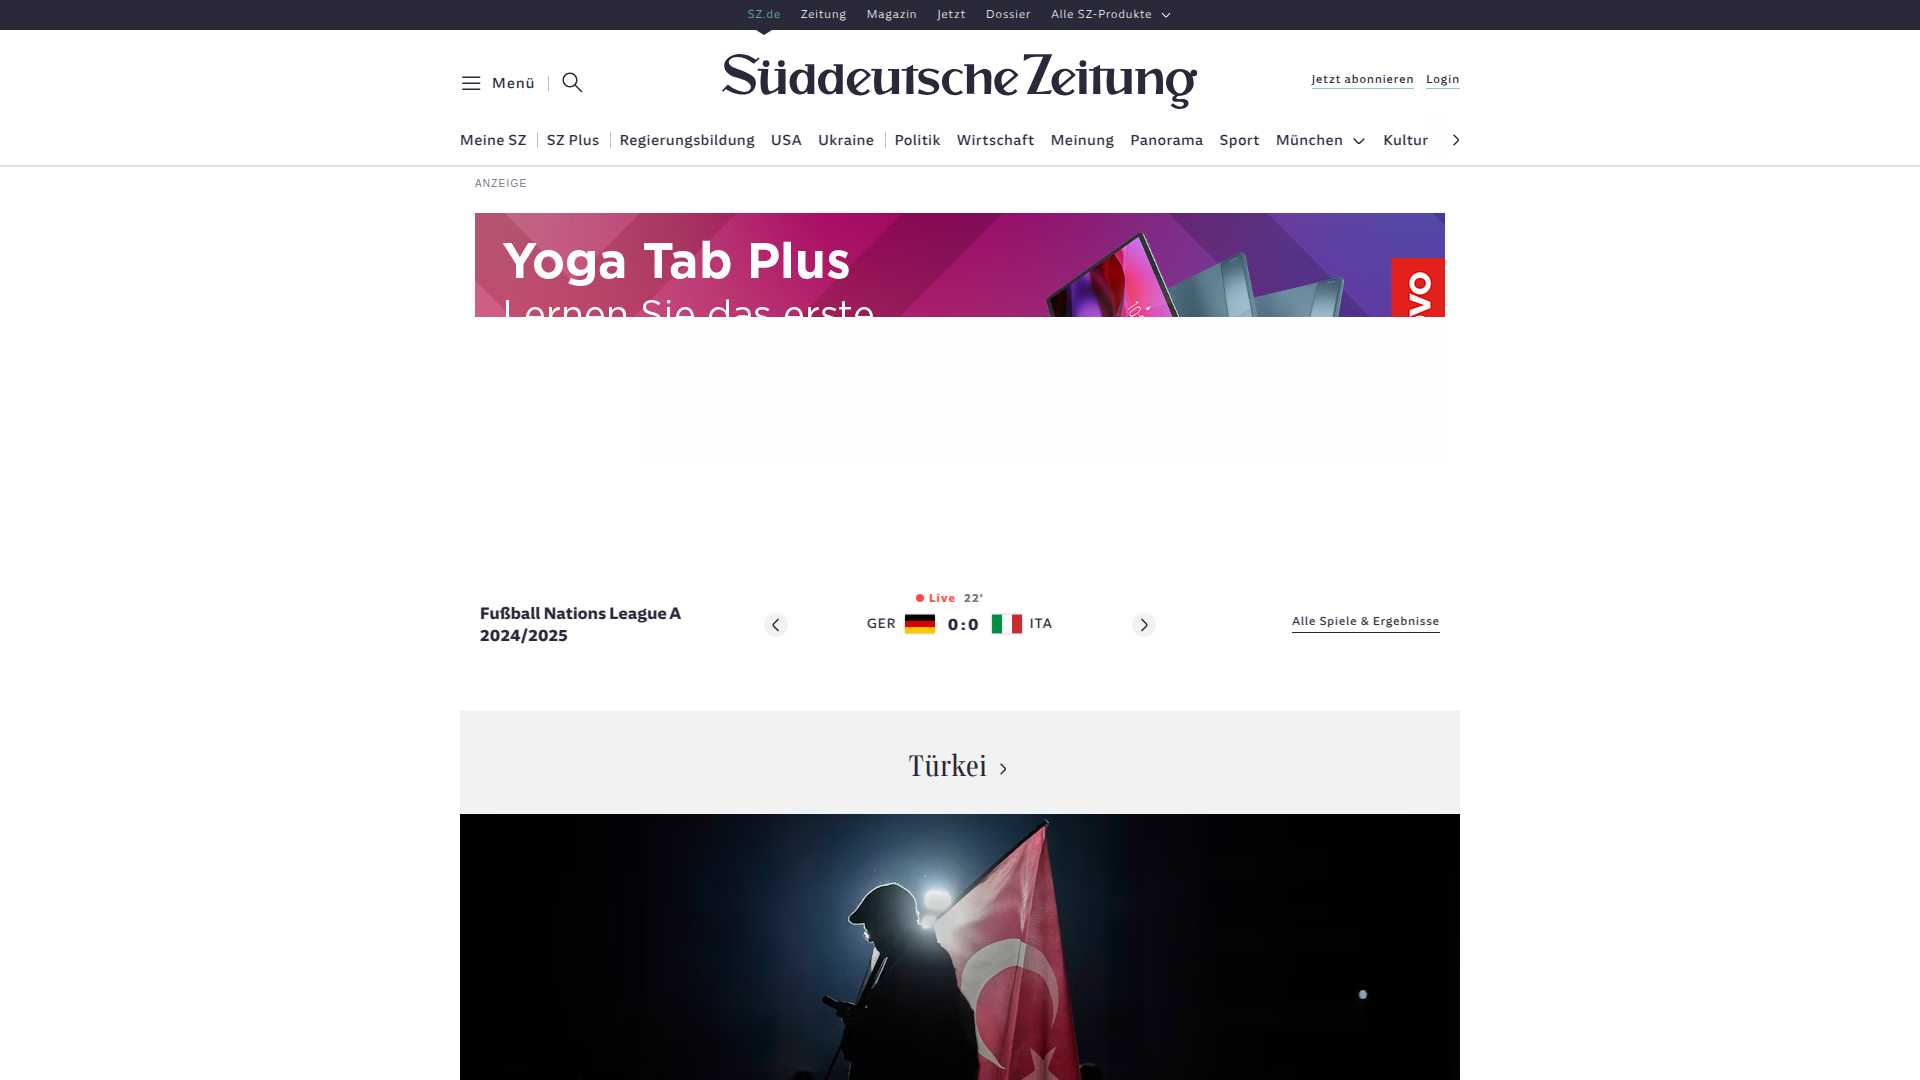 SZ.de Zeitung Magazin Jetzt Dossier Alle SZ-Produkte
Menü
Süddeutsche Zeitung
Jetzt abonnieren Login
Meine SZ SZ Plus Regierungsbildung USA Ukraine Politik Wirtschaft Meinung Panorama Sport München Kultur
ANZEIGE
Yoga Tab Plus
Lernen Sie das erste
Live 22'
Fußball Nations League A
2024/2025
GER 0:0 ITA
Alle Spiele & Ergebnisse
Türkei